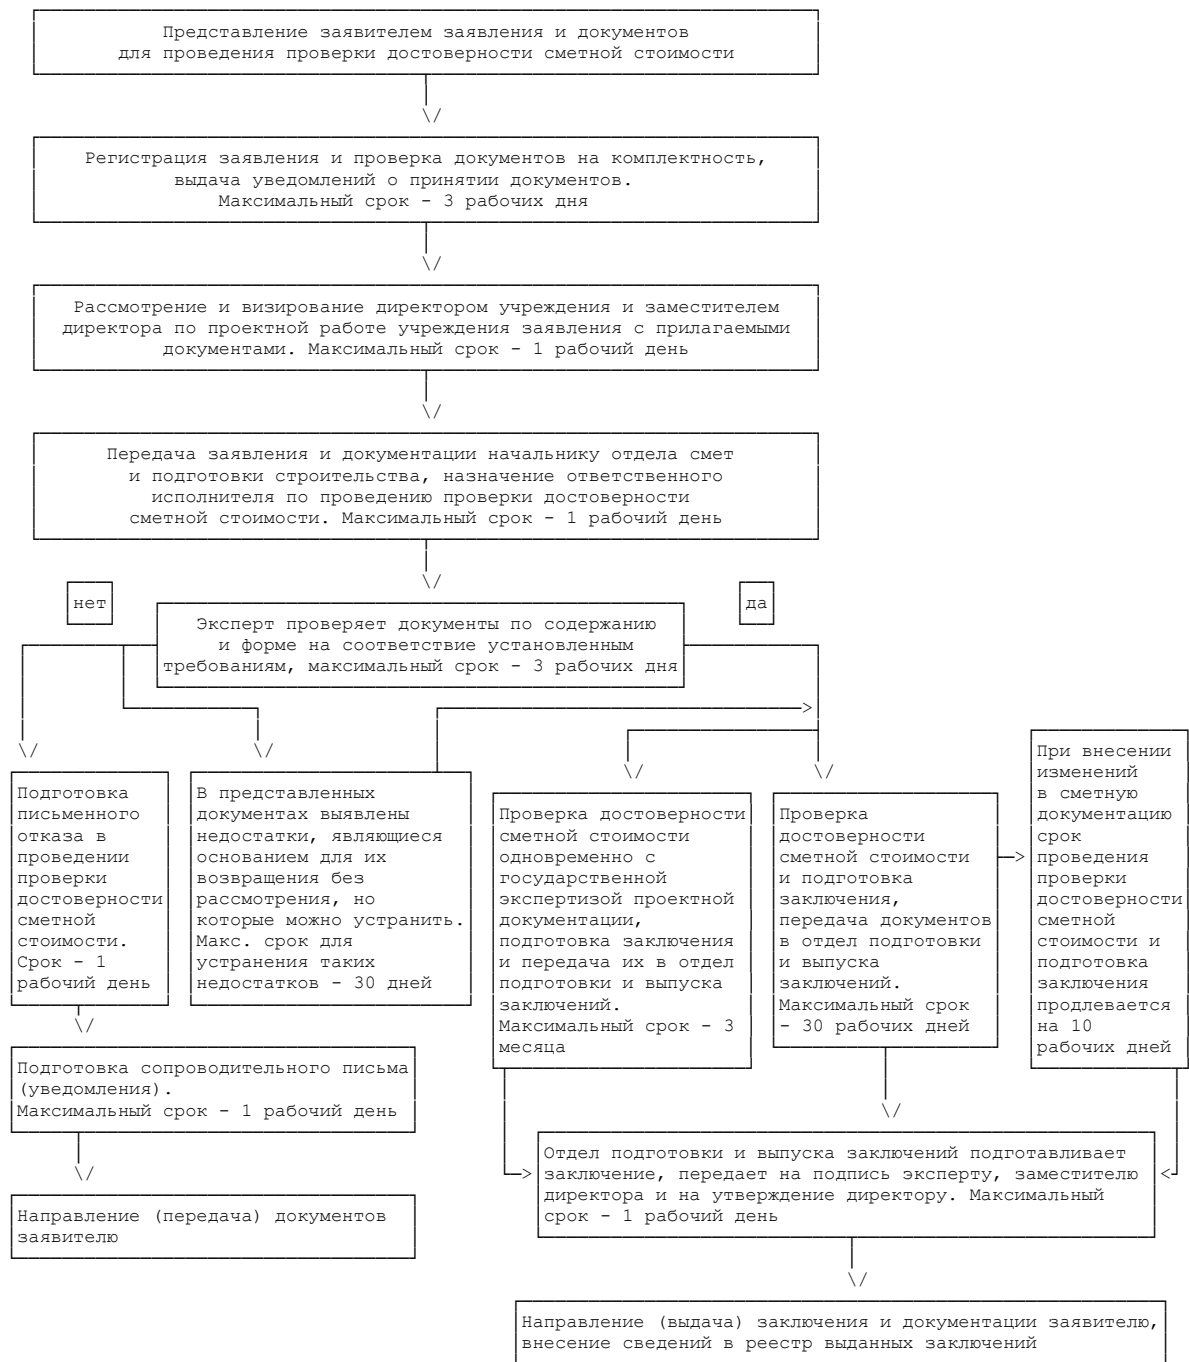 Представление заявителем заявления и документов
для проведения проверки достоверности сметной стоимости
Регистрация заявления и проверка документов на комплектность,
выдача уведомлений о принятии документов.
Максимальный срок - 3 рабочих дня
Рассмотрение и визирование директором учреждения и заместителем
директора по проектной работе учреждения заявления с прилагаемыми
документами. Максимальный срок - 1 рабочий день
Передача заявления и документации начальнику отдела смет
и подготовки строительства, назначение ответственного
исполнителя по проведению проверки достоверности
сметной стоимости. Максимальный срок - 1 рабочий день
нет
да
Эксперт проверяет документы по содержанию
и форме на соответствие установленным
требованиям, максимальный срок - 3 рабочих дня
Подготовка
письменного
отказа в
проведении
проверки
достоверности
сметной
стоимости.
Срок - 1
рабочий день
В представленных
документах выявлены
недостатки, являющиеся
основанием для их
возвращения без
рассмотрения, но
которые можно устранить.
Макс. срок для
устранения таких
недостатков - 30 дней
Проверка достоверности
сметной стоимости
одновременно с
государственной
экспертизой проектной
документации,
подготовка заключения
и передача их в отдел
подготовки и выпуска
заключений.
Максимальный срок - 3
месяца
Проверка
достоверности
сметной стоимости
и подготовка
заключения,
передача документов
в отдел подготовки
и выпуска
заключений.
Максимальный срок
- 30 рабочих дней
При внесении
изменений
в сметную
документацию
срок
проведения
проверки
достоверности
сметной
стоимости и
подготовка
заключения
продлевается
на 10
рабочих дней
Подготовка сопроводительного письма
(уведомления).
Максимальный срок - 1 рабочий день
Направление (передача) документов
заявителю
Отдел подготовки и выпуска заключений подготавливает
заключение, передает на подпись эксперту, заместителю
директора и на утверждение директору. Максимальный
срок - 1 рабочий день
Направление (выдача) заключения и документации заявителю,
внесение сведений в реестр выданных заключений